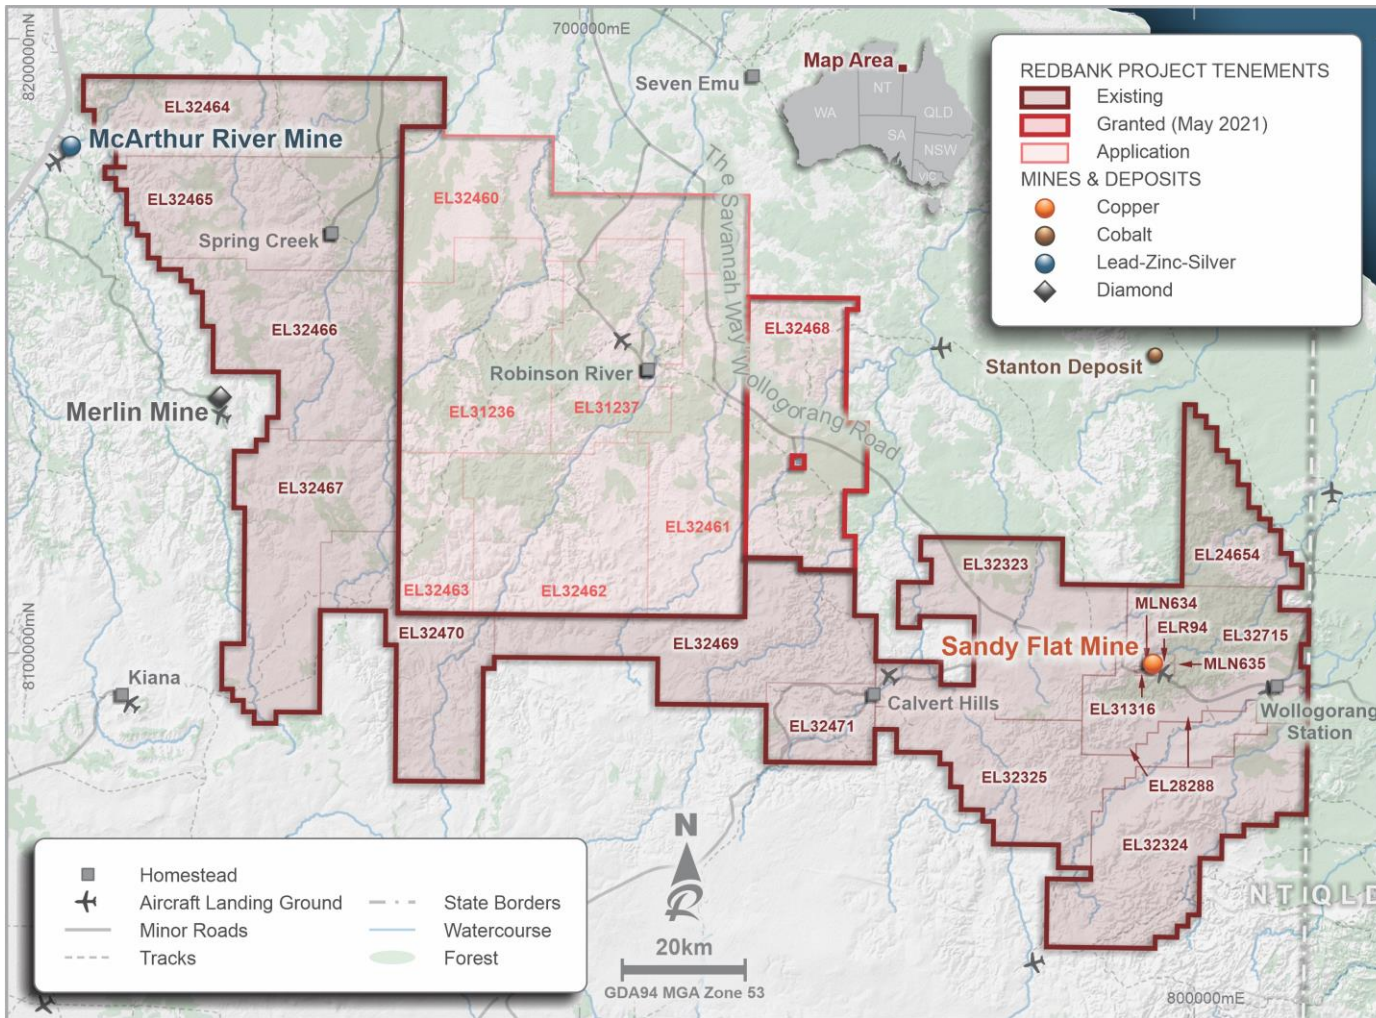 8200000mN
700000mE
Map Area
NT
WA
QLD
SA
NSW
VIC
REDBANK PROJECT TENEMENTS
Existing
Granted (May 2021)
Application
MINES & DEPOSITS
Copper
Cobalt
Lead-Zinc-Silver
Diamond
Seven Emu
EL32464
McArthur River Mine
EL32465
EL32460
Spring Creek
The Savannah Way
Wollogorang Road
EL32466
EL32468
Stanton Deposit
Robinson River
Merlin Mine
EL31236
EL31237
EL32467
EL32461
EL32323
EL24654
EL32463
EL32462
MLN634
ELR94
EL32470
EL32469
EL32715
Sandy Flat Mine
MLN635
8100000mN
Kiana
Calvert Hills
EL31316
Wollogorang
Station
EL32471
EL32325
EL28288
EL32324
NT
QLD
Homestead
Aircraft Landing Ground
Minor Roads
Tracks
State Borders
Watercourse
Forest
N
R
20km
GDA94 MGA Zone 53
800000mE